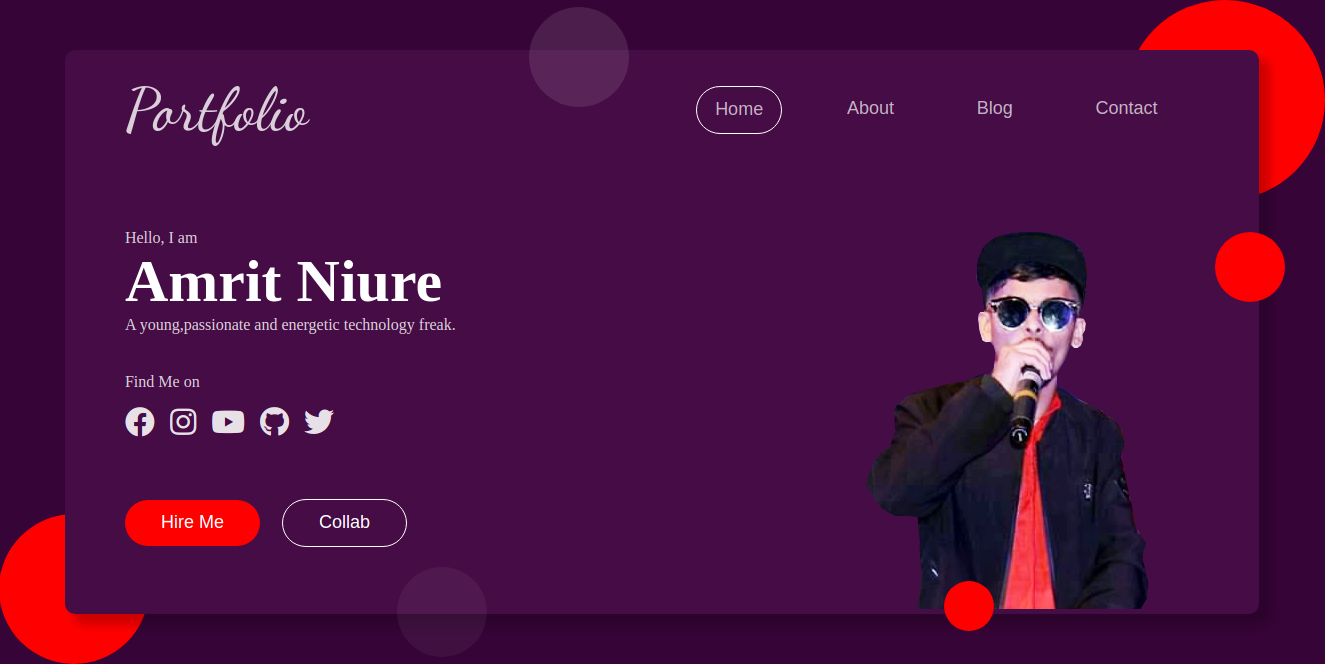 Portfolio
Home About Blog Contact
Hello, I am
Amrit Niure
A young,passionate and energetic technology freak.
Find Me on
Hire Me Collab